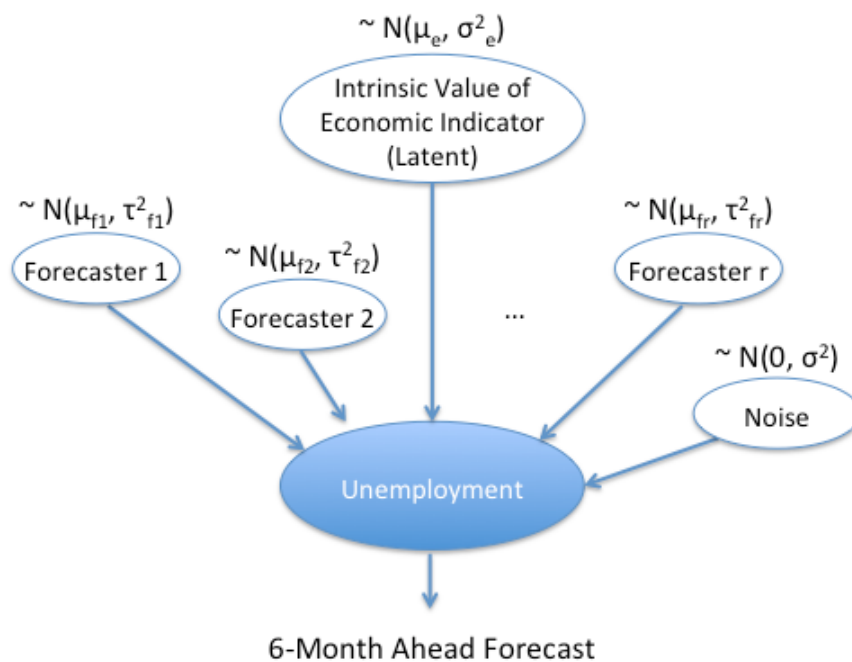 ~ N(μₑ, σ²ₑ)
Intrinsic Value of
Economic Indicator
(Latent)
~ N(μf1, τ²f1)
Forecaster 1
~ N(μf2, τ²f2)
Forecaster 2
...
~ N(μfr, τ²fr)
Forecaster r
~ N(0, σ²)
Noise
Unemployment
6-Month Ahead Forecast